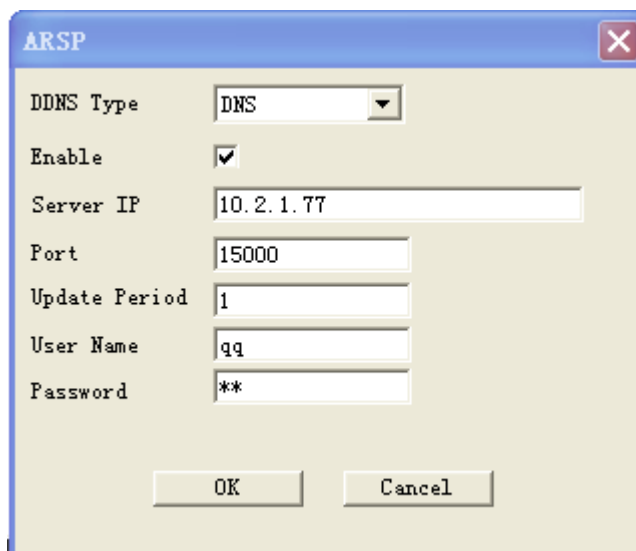 ARSP
DDNS Type DNS
Enable
Server IP 10.2.1.77
Port 15000
Update Period 1
User Name qq
Password **
OK Cancel